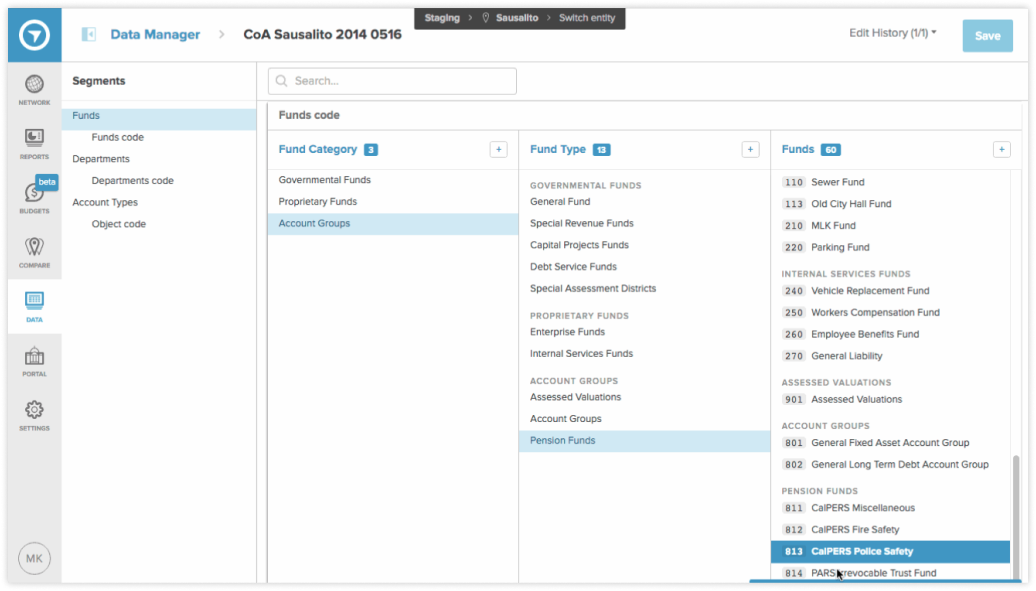 Staging > Sausalito > Switch entity
Data Manager > CoA Sausalito 2014 0516
Edit History (1/1)
Save
NETWORK
REPORTS
beta
BUDGETS
COMPARE
DATA
PORTAL
SETTINGS
MK
Segments
Funds
Funds code
Departments
Departments code
Account Types
Object code
Search...
Funds code
Fund Category 3 +
Governmental Funds
Proprietary Funds
Account Groups
Fund Type 13 +
GOVERNMENTAL FUNDS
General Fund
Special Revenue Funds
Capital Projects Funds
Debt Service Funds
Special Assessment Districts
PROPRIETARY FUNDS
Enterprise Funds
Internal Services Funds
ACCOUNT GROUPS
Assessed Valuations
Account Groups
Pension Funds
Funds 60 +
110 Sewer Fund
113 Old City Hall Fund
210 MLK Fund
220 Parking Fund
INTERNAL SERVICES FUNDS
240 Vehicle Replacement Fund
250 Workers Compensation Fund
260 Employee Benefits Fund
270 General Liability
ASSESSED VALUATIONS
901 Assessed Valuations
ACCOUNT GROUPS
801 General Fixed Asset Account Group
802 General Long Term Debt Account Group
PENSION FUNDS
811 CalPERS Miscellaneous
812 CalPERS Fire Safety
813 CalPERS Police Safety
814 PARS Irrevocable Trust Fund